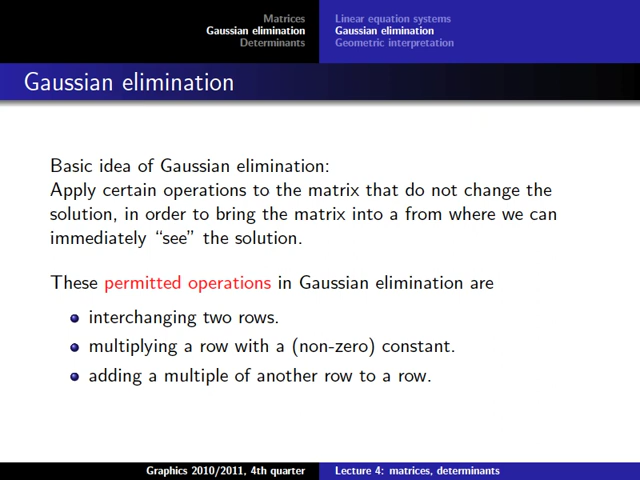 Matrices
Gaussian elimination
Determinants
Linear equation systems
Gaussian elimination
Geometric interpretation
Gaussian elimination
Basic idea of Gaussian elimination:
Apply certain operations to the matrix that do not change the
solution, in order to bring the matrix into a from where we can
immediately “see” the solution.
These permitted operations in Gaussian elimination are
interchanging two rows.
multiplying a row with a (non-zero) constant.
adding a multiple of another row to a row.
Graphics 2010/2011, 4th quarter
Lecture 4: matrices, determinants